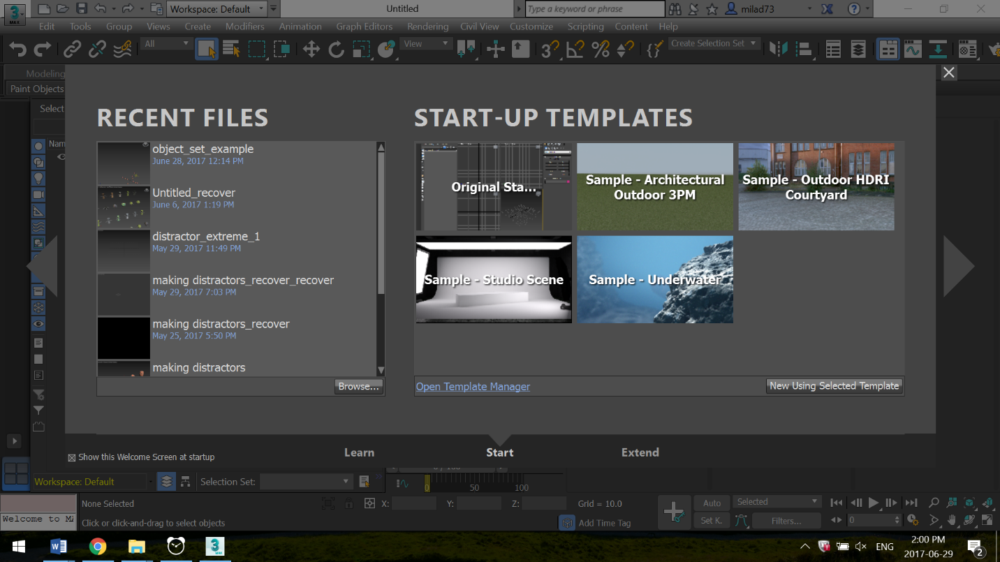 3 MAX Workspace: Default Untitled Type a keyword or phrase milad73
Edit Tools Group Views Create Modifiers Animation Graph Editors Rendering Civil View Customize Scripting Content Help
All View Create Selection Set
Modeling
Paint Objects
Select
Nam
RECENT FILES
object_set_example
June 28, 2017 12:14 PM
Untitled_recover
June 6, 2017 1:19 PM
distractor_extreme_1
May 29, 2017 11:49 PM
making distractors_recover_recover
May 29, 2017 7:03 PM
making distractors_recover
May 25, 2017 5:50 PM
making distractors
Browse...
START-UP TEMPLATES
Original Sta...
Sample - Architectural
Outdoor 3PM
Sample - Outdoor HDRI
Courtyard
Sample - Studio Scene
Sample - Underwater
Open Template Manager
New Using Selected Template
Learn Start Extend
Show this Welcome Screen at startup
Workspace: Default Selection Set:
0 50 100
None Selected X: Y: Z: Grid = 10.0 Auto Selected
Welcome to MA Click or click-and-drag to select objects Add Time Tag Set K. Filters... 0
3 MAX ENG 2:00 PM
2017-06-29 2